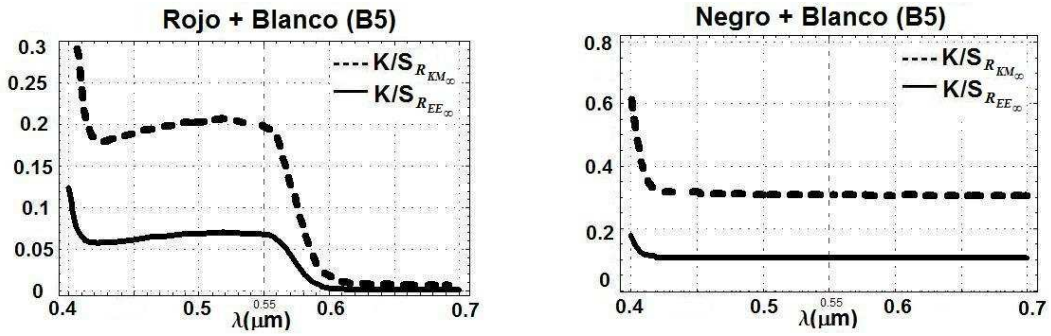 Rojo + Blanco (B5)
0.3
0.25
0.2
0.15
0.1
0.05
0
K/S R KM∞
K/S R EE∞
0.4 0.5 0.55 0.6 0.7
λ(μm)
Negro + Blanco (B5)
0.8
0.6
0.4
0.2
0
K/S R KM∞
K/S R EE∞
0.4 0.5 0.55 0.6 0.7
λ(μm)